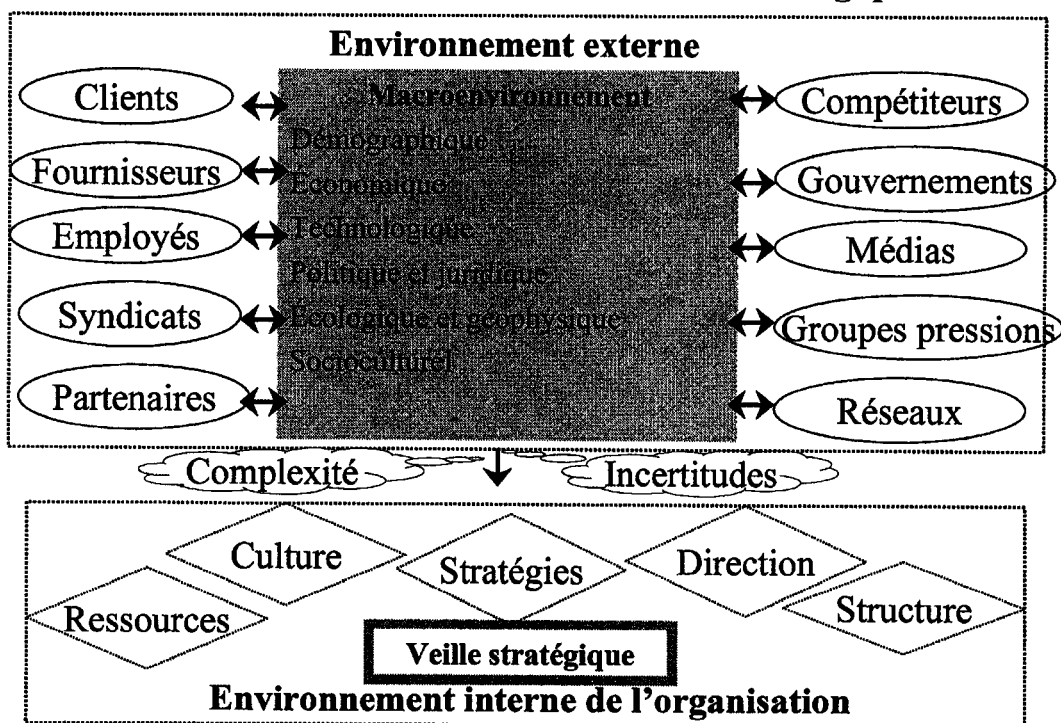 Environnement externe
Clients
Fournisseurs
Employés
Syndicats
Partenaires
Macroenvironnement
Démographique
Économique
Technologique
Politique et juridique
Écologique et géophysique
Socioculturel
Compétiteurs
Gouvernements
Médias
Groupes pressions
Réseaux
Complexité
Incertitudes
Culture
Stratégies
Direction
Ressources
Structure
Veille stratégique
Environnement interne de l'organisation